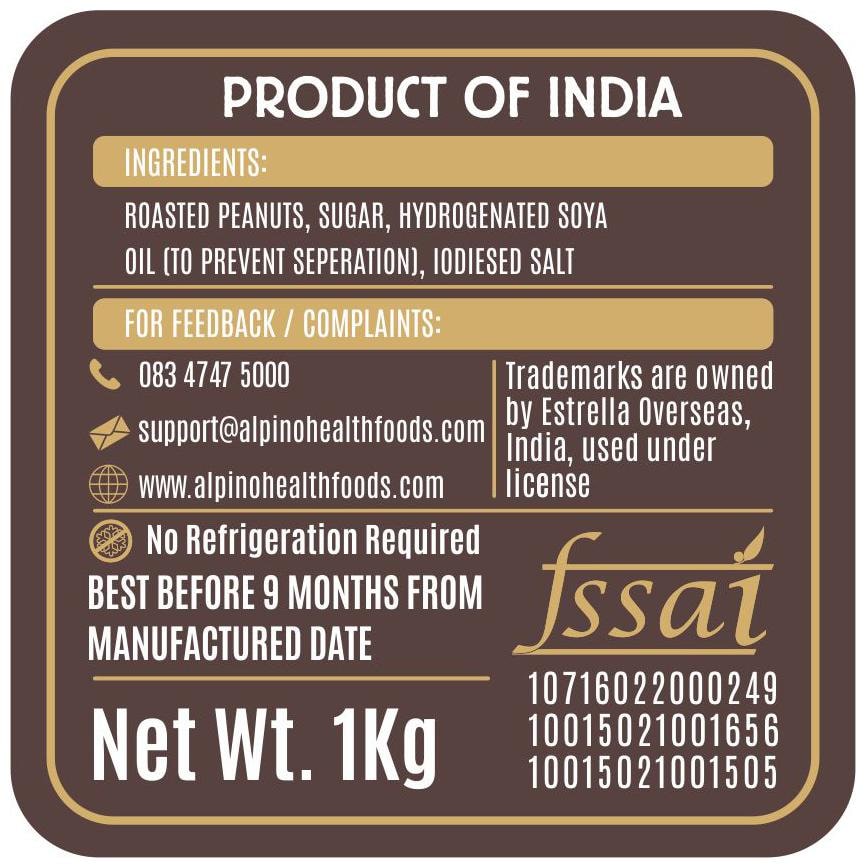 PRODUCT OF INDIA
INGREDIENTS:
ROASTED PEANUTS, SUGAR, HYDROGENATED SOYA
OIL (TO PREVENT SEPERATION), IODIESED SALT
FOR FEEDBACK / COMPLAINTS:
083 4747 5000
support@alpinohealthfoods.com
www.alpinohealthfoods.com
Trademarks are owned
by Estrella Overseas,
India, used under
license
No Refrigeration Required
BEST BEFORE 9 MONTHS FROM
MANUFACTURED DATE
Net Wt. 1Kg
fssai
10716022000249
10015021001656
10015021001505